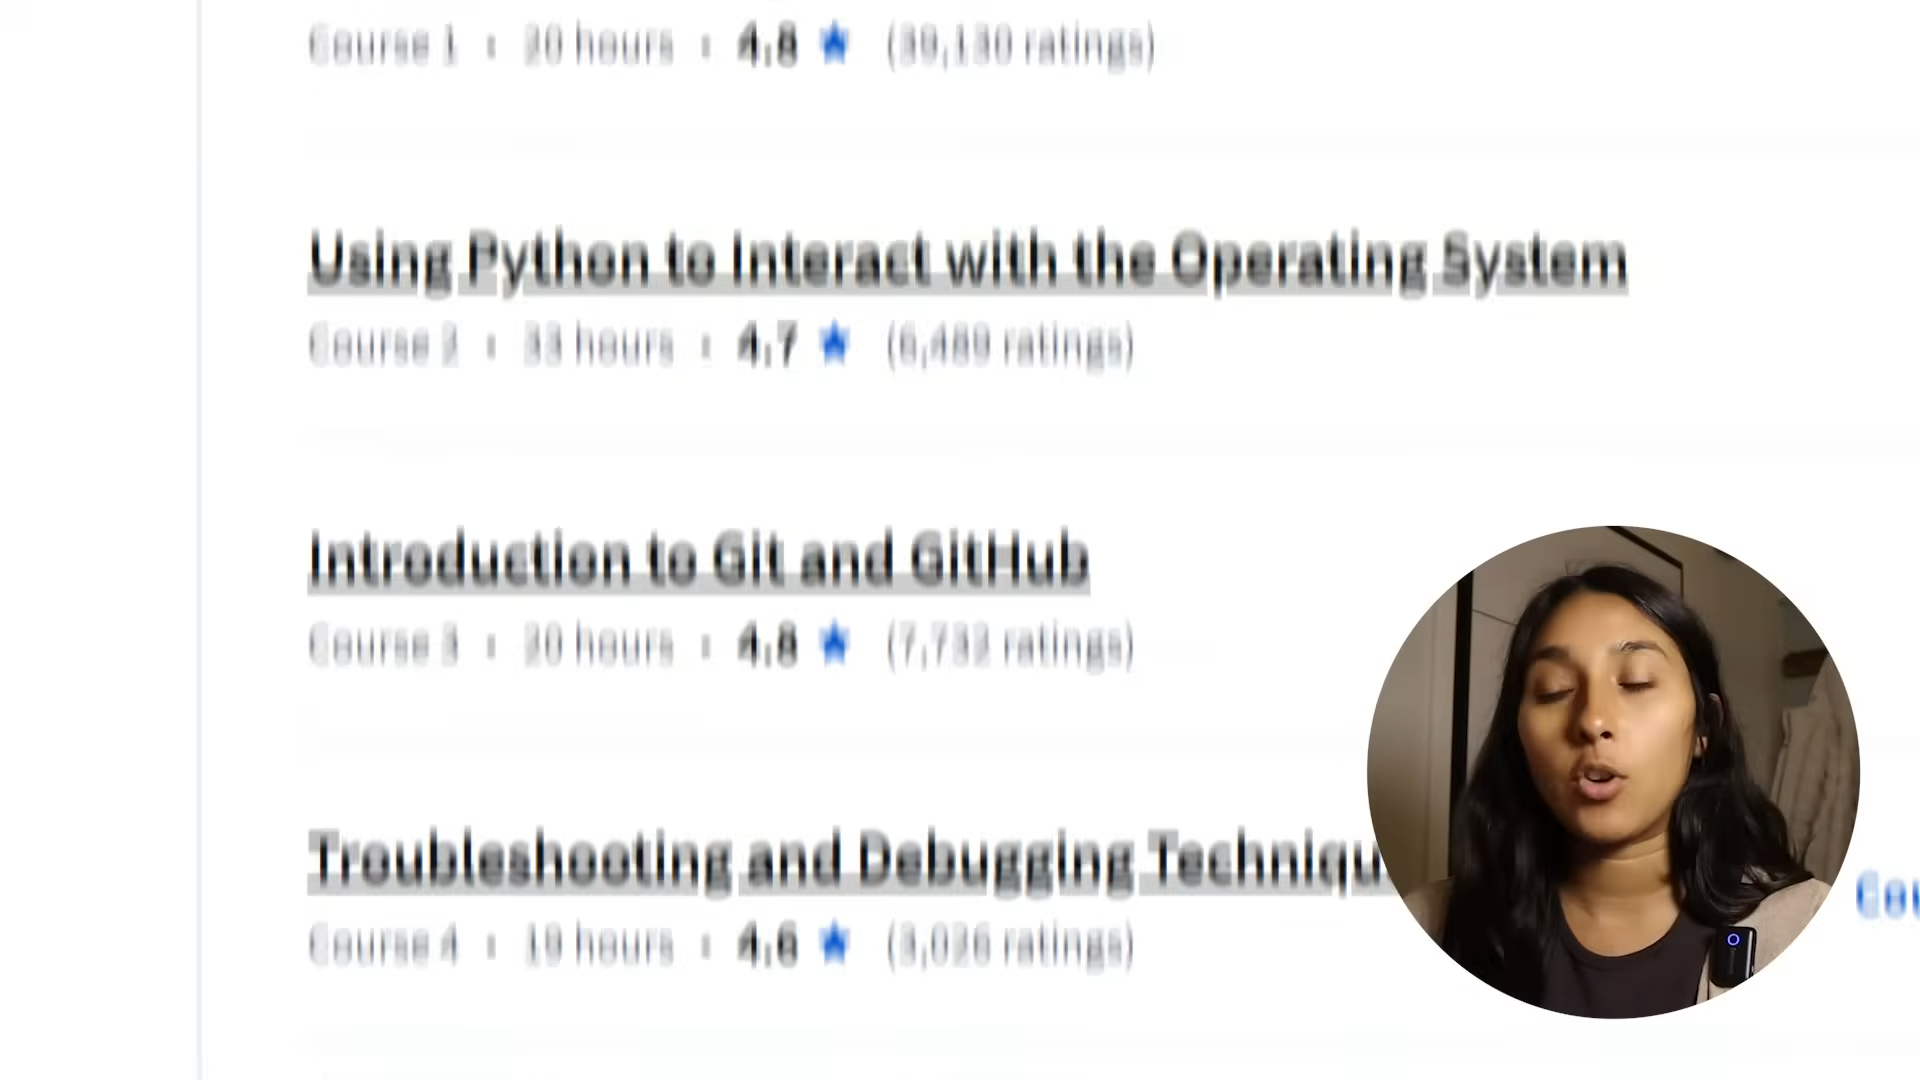 Course 1 20 hours 4.8 ★ (39,130 ratings)
Using Python to Interact with the Operating System
Course 2 33 hours 4.7 ★ (6,489 ratings)
Introduction to Git and GitHub
Course 3 20 hours 4.8 ★ (7,732 ratings)
Troubleshooting and Debugging
Course 4 19 hours 4.6 ★ (3,026 ratings)